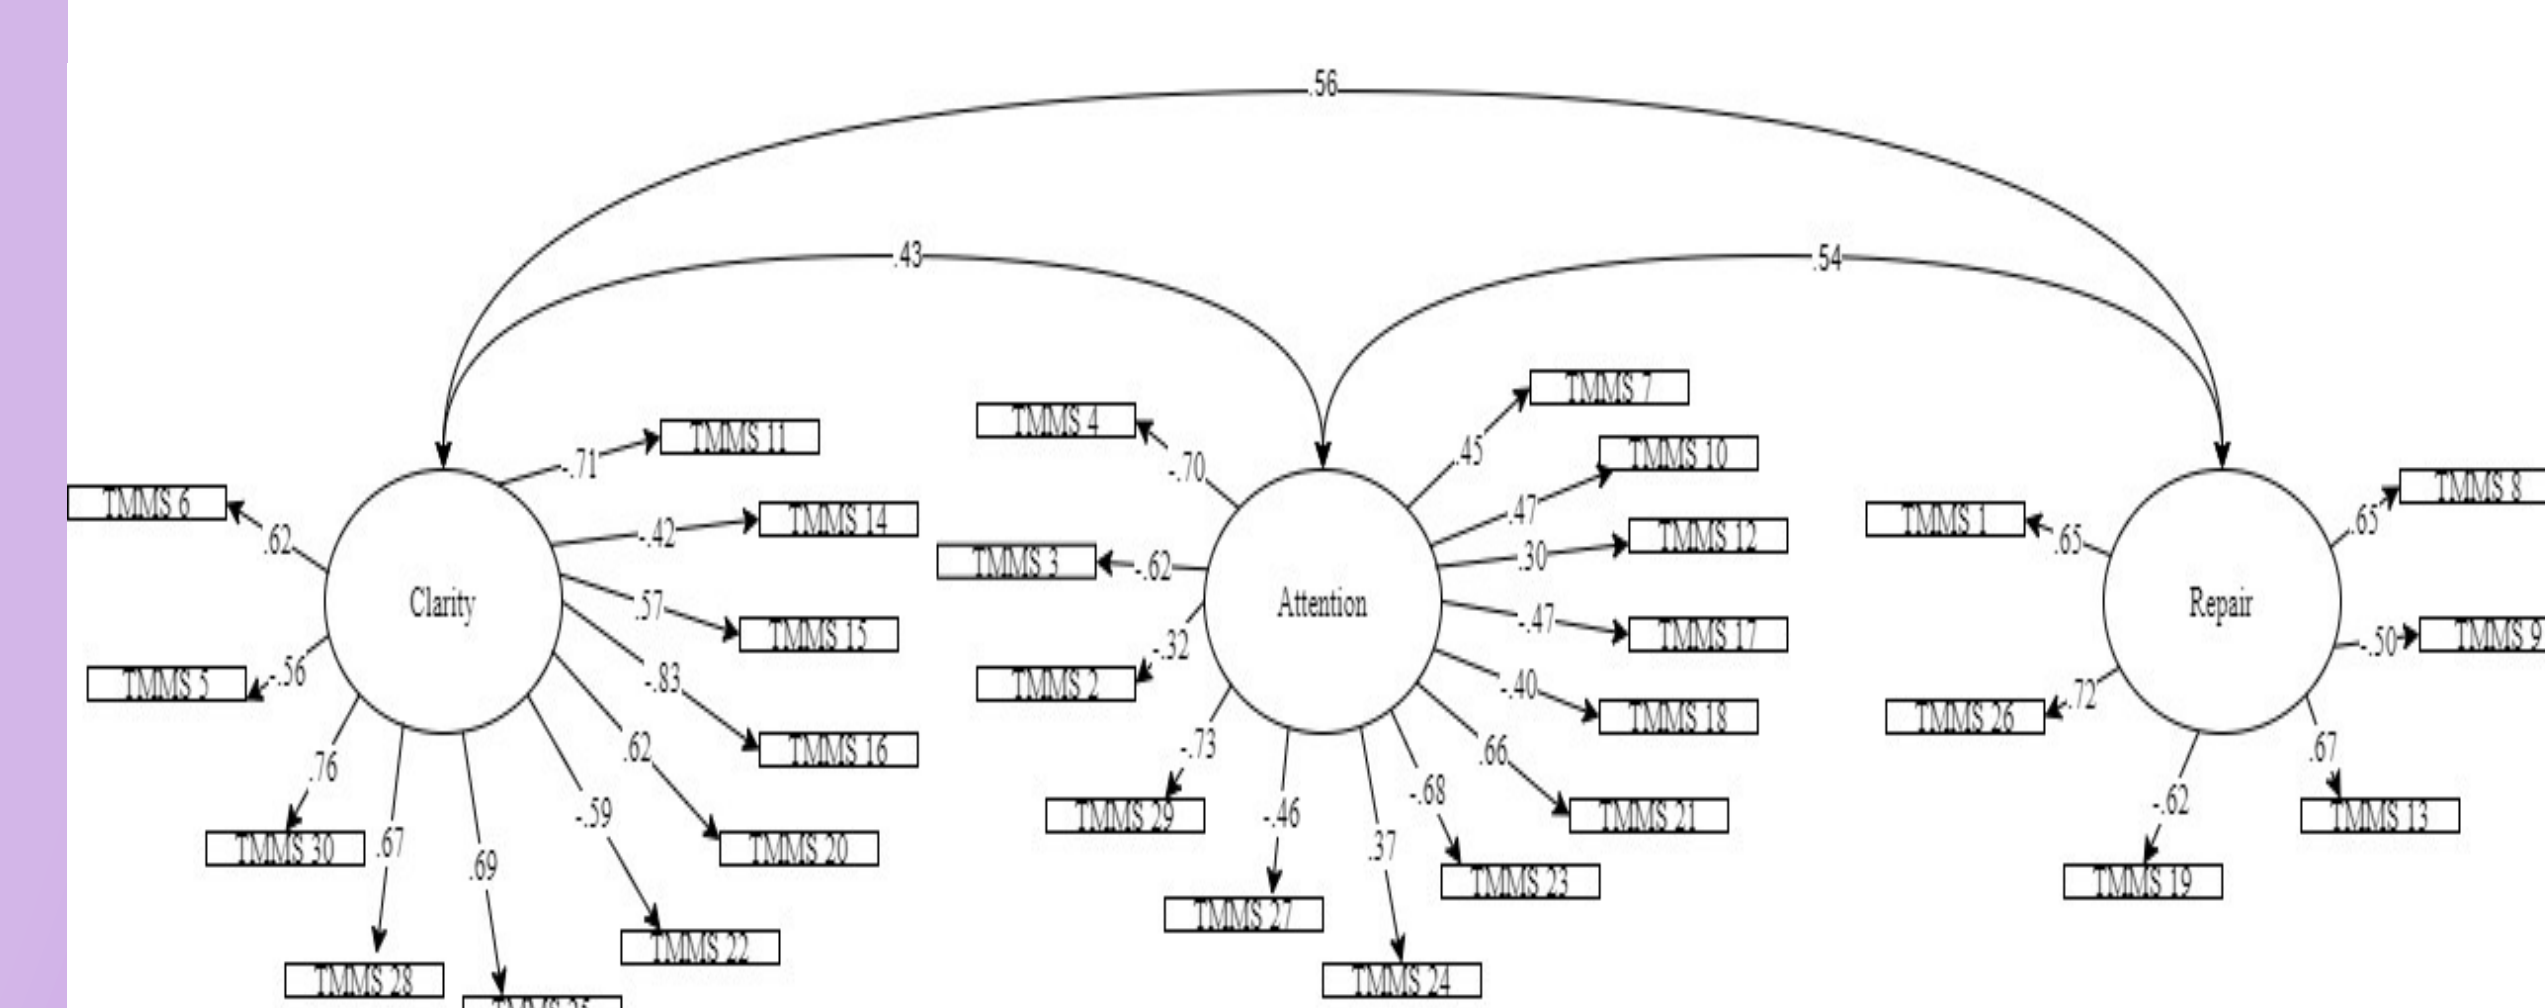 .56
.43
.54
TMMS 7
TMMS 4
TMMS 11
.45
TMMS 10
-.70
-.71
TMMS 8
TMMS 6
.47
TMMS 14
TMMS 1
.65
-.42
TMMS 12
.62
.65
.30
TMMS 3
-.62
Clarity
Attention
Repair
.57
-.47
TMMS 15
TMMS 17
-.50
TMMS 9
-.32
-.56
TMMS 5
-.83
TMMS 2
-.40
.72
TMMS 18
TMMS 26
.62
-.73
.66
.67
TMMS 16
.76
-.68
-.62
-.59
-.46
TMMS 29
TMMS 21
TMMS 13
.67
.37
TMMS 30
TMMS 20
.69
TMMS 23
TMMS 19
TMMS 27
TMMS 22
TMMS 28
TMMS 24
TMMS 25